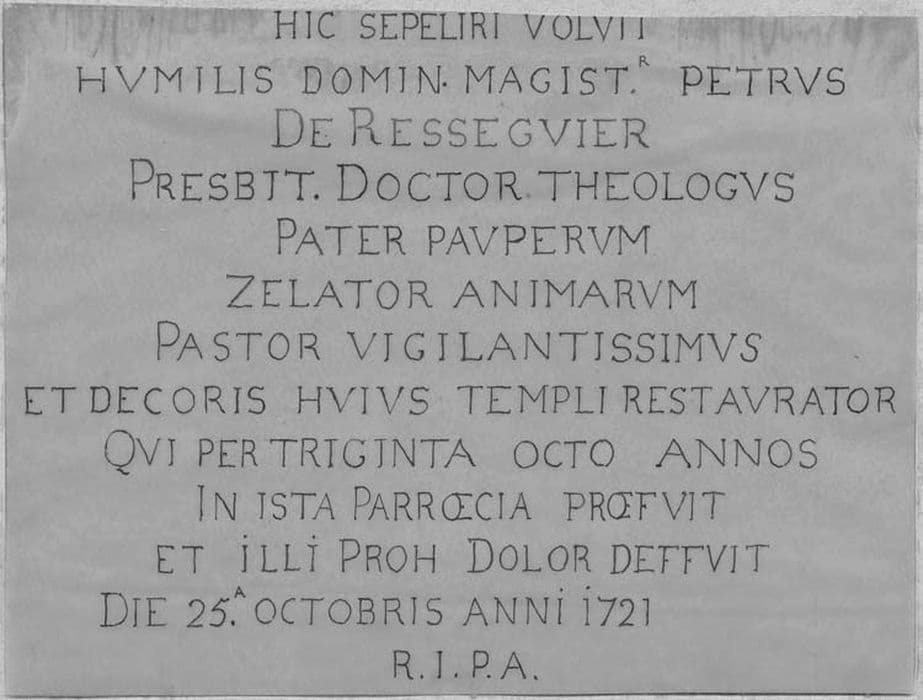 HIC SEPELIRI VOLVIT
HVMILIS DOMIN. MAGIST.R PETRVS
DE RESSEGVIER
PRESBIT. DOCTOR THEOLOGVS
PATER PAVPERVM
ZELATOR ANIMARVM
PASTOR VIGILANTISSIMVS
ET DECORIS HVIVS TEMPLI RESTAVRATOR
QVI PER TRIGINTA OCTO ANNOS
IN ISTA PARRŒCIA PRŒFVIT
ET ILLI PROH DOLOR DEFFVIT
DIE 25.A OCTOBRIS ANNI 1721
R.I.P.A.